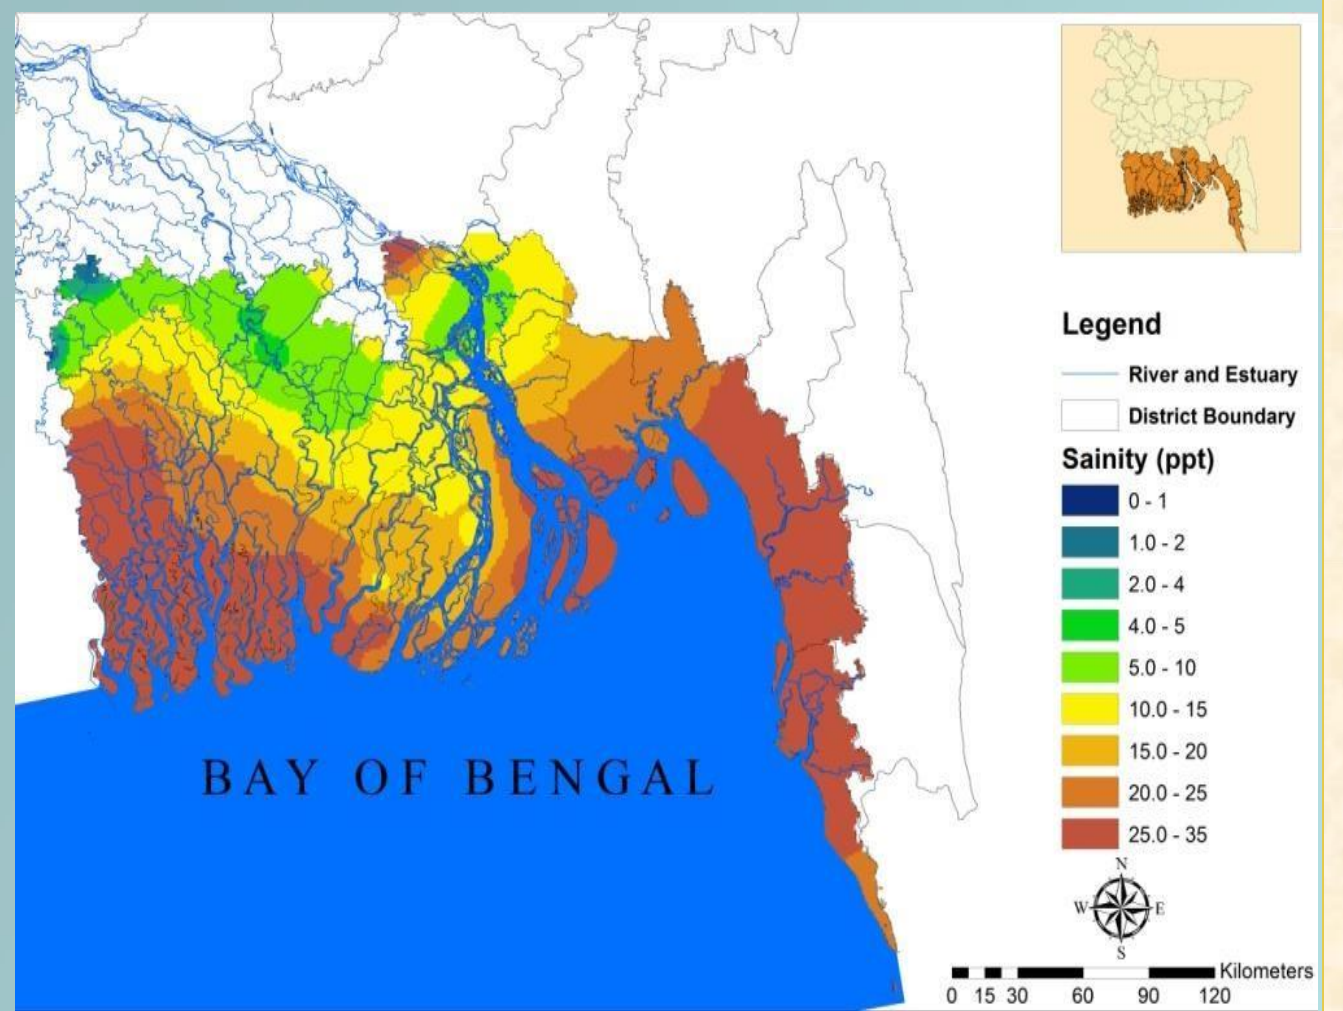 Legend
River and Estuary
District Boundary
Sainity (ppt)
0 - 1
1.0 - 2
2.0 - 4
4.0 - 5
5.0 - 10
10.0 - 15
15.0 - 20
20.0 - 25
25.0 - 35
BAY OF BENGAL
N
W E
S
Kilometers
0 15 30 60 90 120